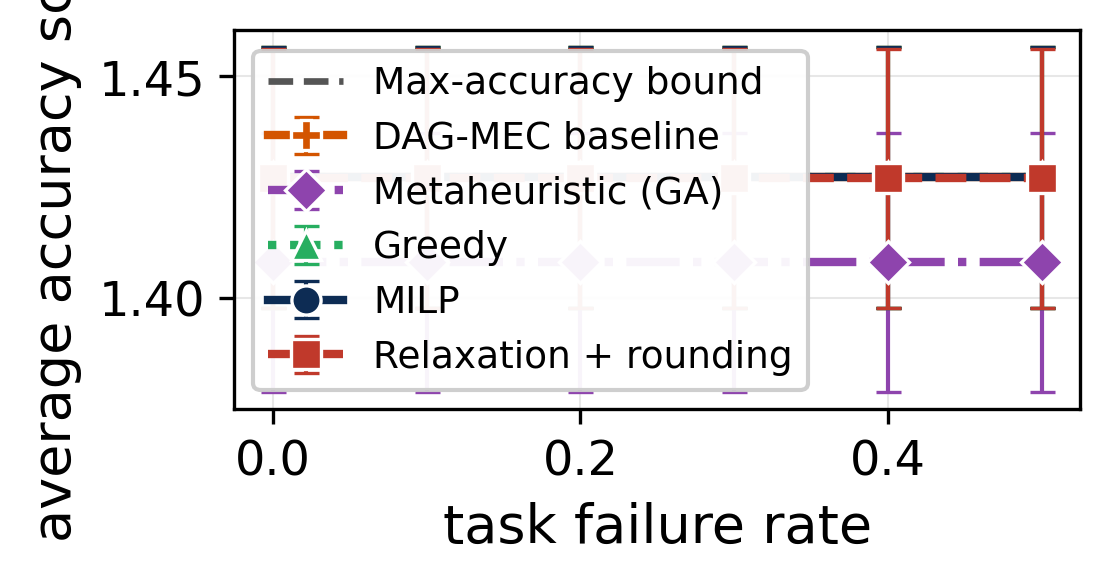 average accuracy
1.45
1.40
Max-accuracy bound
DAG-MEC baseline
Metaheuristic (GA)
Greedy
MILP
Relaxation + rounding
0.0 0.2 0.4
task failure rate